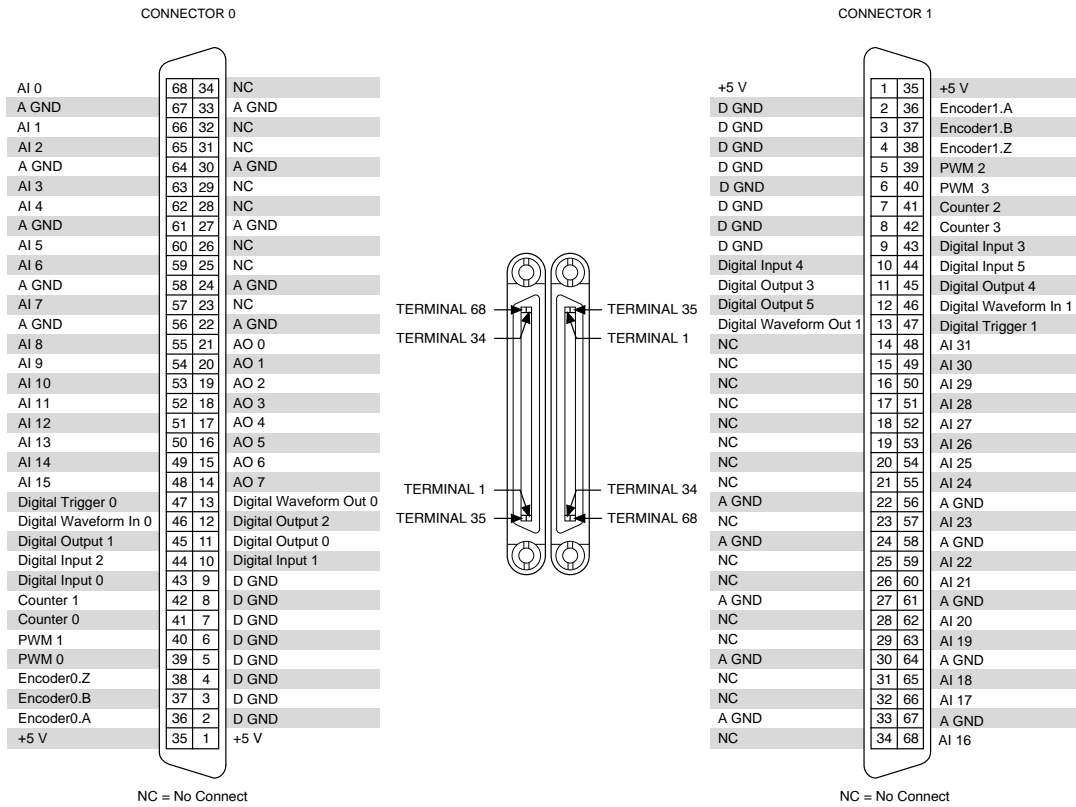 CONNECTOR 0
AI 0 68 34 NC
A GND 67 33 A GND
AI 1 66 32 NC
AI 2 65 31 NC
A GND 64 30 A GND
AI 3 63 29 NC
AI 4 62 28 NC
A GND 61 27 A GND
AI 5 60 26 NC
AI 6 59 25 NC
A GND 58 24 A GND
AI 7 57 23 NC
A GND 56 22 A GND
AI 8 55 21 AO 0
AI 9 54 20 AO 1
AI 10 53 19 AO 2
AI 11 52 18 AO 3
AI 12 51 17 AO 4
AI 13 50 16 AO 5
AI 14 49 15 AO 6
AI 15 48 14 AO 7
Digital Trigger 0 47 13 Digital Waveform Out 0
Digital Waveform In 0 46 12 Digital Output 2
Digital Output 1 45 11 Digital Output 0
Digital Input 2 44 10 Digital Input 1
Digital Input 0 43 9 D GND
Counter 1 42 8 D GND
Counter 0 41 7 D GND
PWM 1 40 6 D GND
PWM 0 39 5 D GND
Encoder0.Z 38 4 D GND
Encoder0.B 37 3 D GND
Encoder0.A 36 2 D GND
+5 V 35 1 +5 V
NC = No Connect
TERMINAL 68
TERMINAL 34
TERMINAL 35
TERMINAL 1
TERMINAL 1
TERMINAL 35
TERMINAL 34
TERMINAL 68
CONNECTOR 1
+5 V 1 35 +5 V
D GND 2 36 Encoder1.A
D GND 3 37 Encoder1.B
D GND 4 38 Encoder1.Z
D GND 5 39 PWM 2
D GND 6 40 PWM 3
D GND 7 41 Counter 2
D GND 8 42 Counter 3
D GND 9 43 Digital Input 3
Digital Input 4 10 44 Digital Input 5
Digital Output 3 11 45 Digital Output 4
Digital Output 5 12 46 Digital Waveform In 1
Digital Waveform Out 1 13 47 Digital Trigger 1
NC 14 48 AI 31
NC 15 49 AI 30
NC 16 50 AI 29
NC 17 51 AI 28
NC 18 52 AI 27
NC 19 53 AI 26
NC 20 54 AI 25
NC 21 55 AI 24
A GND 22 56 A GND
NC 23 57 AI 23
A GND 24 58 A GND
NC 25 59 AI 22
NC 26 60 AI 21
A GND 27 61 A GND
NC 28 62 AI 20
NC 29 63 AI 19
A GND 30 64 A GND
NC 31 65 AI 18
NC 32 66 AI 17
A GND 33 67 A GND
NC 34 68 AI 16
NC = No Connect